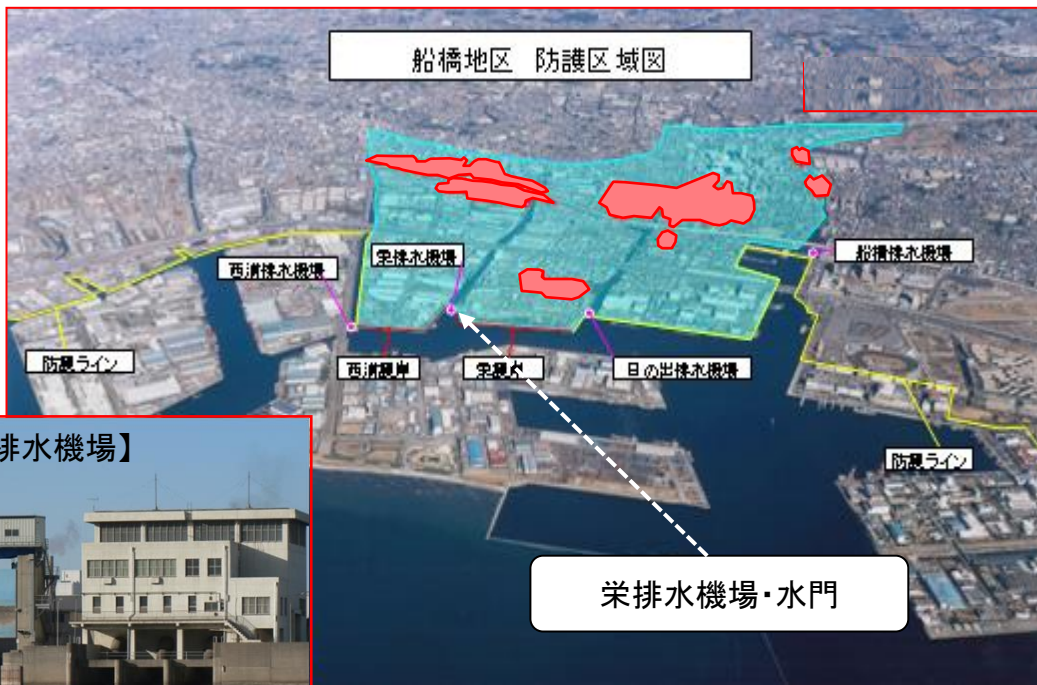 船橋地区 防護区域図
西浦排水機場
栄排水機場
船橋排水機場
防護ライン
西浦護岸
栄護岸
日の出排水機場
防護ライン
排水機場】
栄排水機場・水門